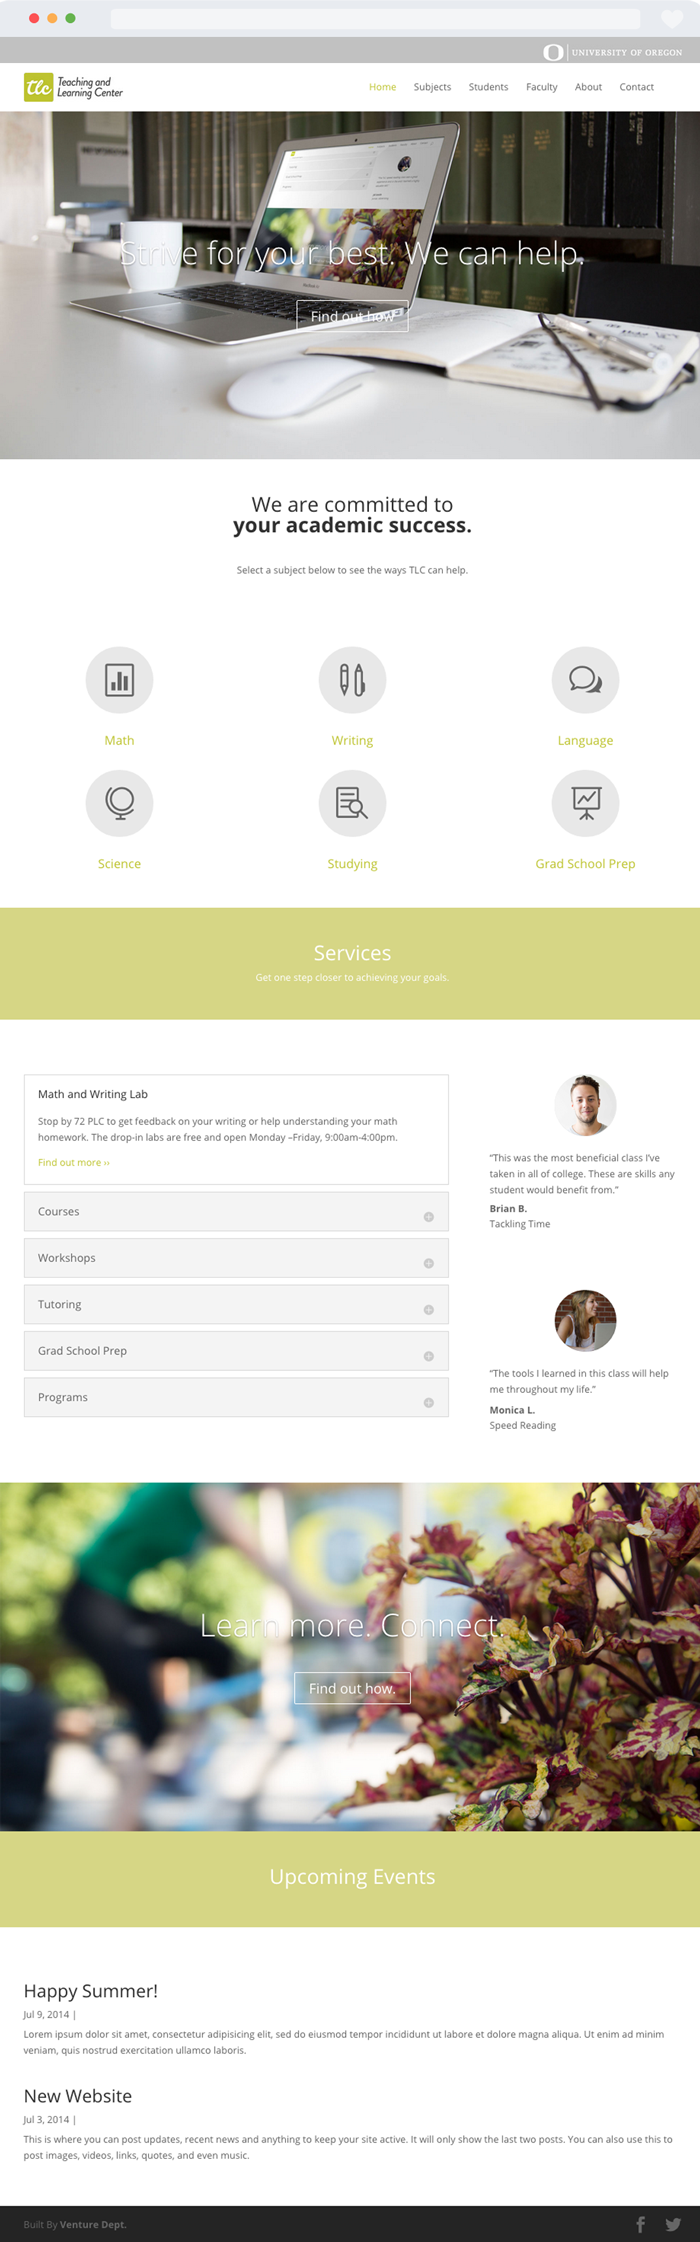 UNIVERSITY OF OREGON
tlc Teaching and
Learning Center
Home Subjects Students Faculty About Contact
Strive for your best. We can help.
Find out how
We are committed to
your academic success.
Select a subject below to see the ways TLC can help.
Math Writing Language
Science Studying Grad School Prep
Services
Get one step closer to achieving your goals.
Math and Writing Lab
Stop by 72 PLC to get feedback on your writing or help understanding your math
homework. The drop-in labs are free and open Monday –Friday, 9:00am-4:00pm.
Find out more ››
Courses
Workshops
Tutoring
Grad School Prep
Programs
“This was the most beneficial class I’ve
taken in all of college. These are skills any
student would benefit from.”
Brian B.
Tackling Time
“The tools I learned in this class will help
me throughout my life.”
Monica L.
Speed Reading
Learn more. Connect.
Find out how.
Upcoming Events
Happy Summer!
Jul 9, 2014 |
Lorem ipsum dolor sit amet, consectetur adipisicing elit, sed do eiusmod tempor incididunt ut labore et dolore magna aliqua. Ut enim ad minim
veniam, quis nostrud exercitation ullamco laboris.
New Website
Jul 3, 2014 |
This is where you can post updates, recent news and anything to keep your site active. It will only show the last two posts. You can also use this to
post images, videos, links, quotes, and even music.
Built By Venture Dept.